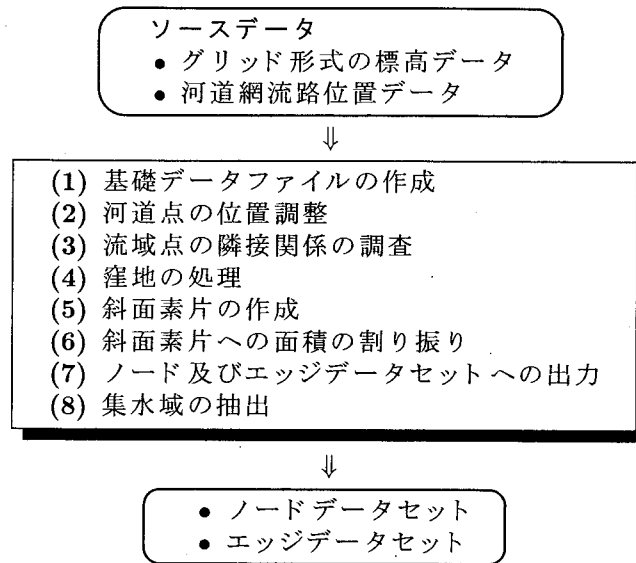 ソースデータ
• グリッド形式の標高データ
• 河道網流路位置データ
⇓
(1) 基礎データファイルの作成
(2) 河道点の位置調整
(3) 流域点の隣接関係の調査
(4) 窪地の処理
(5) 斜面素片の作成
(6) 斜面素片への面積の割り振り
(7) ノード及びエッジデータセットへの出力
(8) 集水域の抽出
⇓
• ノードデータセット
• エッジデータセット